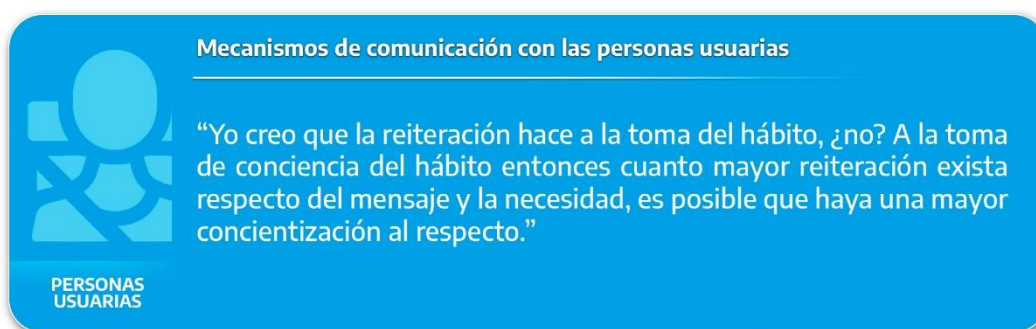 Mecanismos de comunicación con las personas usuarias
“Yo creo que la reiteración hace a la toma del hábito, ¿no? A la toma
de conciencia del hábito entonces cuanto mayor reiteración exista
respecto del mensaje y la necesidad, es posible que haya una mayor
concientización al respecto.”
PERSONAS
USUARIAS